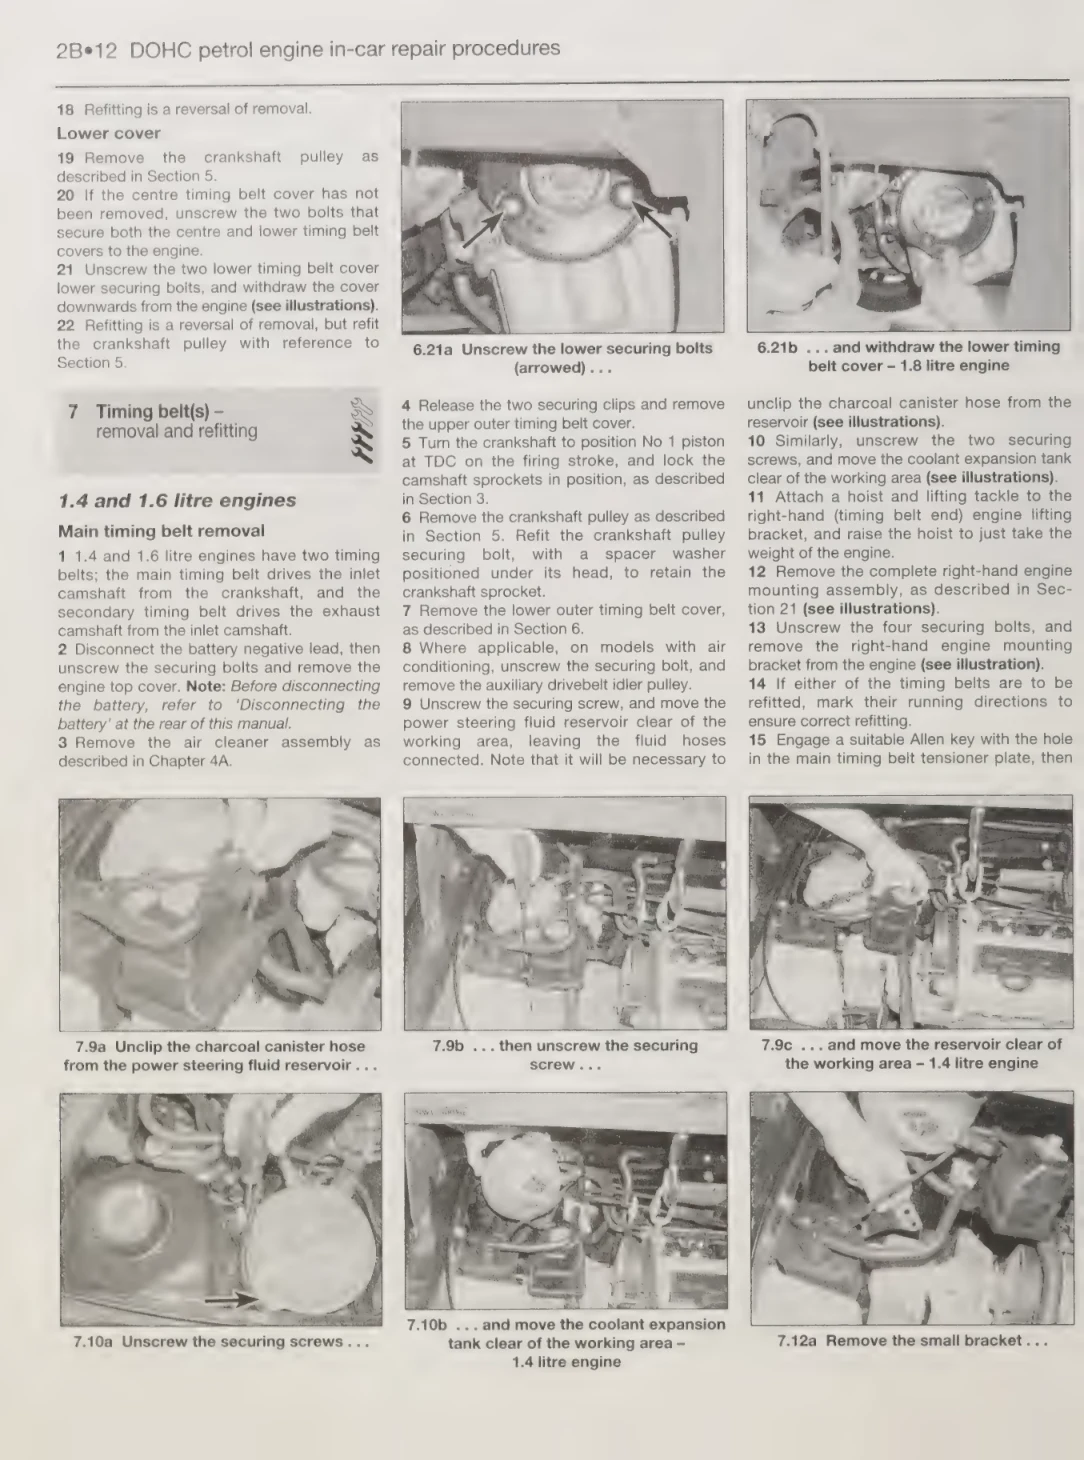 2B•12 DOHC petrol engine in-car repair procedures
18 Refitting is a reversal of removal.
Lower cover
19 Remove the crankshaft pulley as
described in Section 5.
20 If the centre timing belt cover has not
been removed, unscrew the two bolts that
secure both the centre and lower timing belt
covers to the engine.
21 Unscrew the two lower timing belt cover
lower securing bolts, and withdraw the cover
downwards from the engine (see illustrations).
22 Refitting is a reversal of removal, but refit
the crankshaft pulley with reference to
Section 5.
6.21a Unscrew the lower securing bolts
(arrowed) . . .
6.21b . . . and withdraw the lower timing
belt cover – 1.8 litre engine
7 Timing belt(s) –
removal and refitting
1.4 and 1.6 litre engines
Main timing belt removal
1 1.4 and 1.6 litre engines have two timing
belts; the main timing belt drives the inlet
camshaft from the crankshaft, and the
secondary timing belt drives the exhaust
camshaft from the inlet camshaft.
2 Disconnect the battery negative lead, then
unscrew the securing bolts and remove the
engine top cover. Note: Before disconnecting
the battery, refer to 'Disconnecting the
battery' at the rear of this manual.
3 Remove the air cleaner assembly as
described in Chapter 4A.
4 Release the two securing clips and remove
the upper outer timing belt cover.
5 Turn the crankshaft to position No 1 piston
at TDC on the firing stroke, and lock the
camshaft sprockets in position, as described
in Section 3.
6 Remove the crankshaft pulley as described
in Section 5. Refit the crankshaft pulley
securing bolt, with a spacer washer
positioned under its head, to retain the
crankshaft sprocket.
7 Remove the lower outer timing belt cover,
as described in Section 6.
8 Where applicable, on models with air
conditioning, unscrew the securing bolt, and
remove the auxiliary drivebelt idler pulley.
9 Unscrew the securing screw, and move the
power steering fluid reservoir clear of the
working area, leaving the fluid hoses
connected. Note that it will be necessary to
unclip the charcoal canister hose from the
reservoir (see illustrations).
10 Similarly, unscrew the two securing
screws, and move the coolant expansion tank
clear of the working area (see illustrations).
11 Attach a hoist and lifting tackle to the
right-hand (timing belt end) engine lifting
bracket, and raise the hoist to just take the
weight of the engine.
12 Remove the complete right-hand engine
mounting assembly, as described in Sec-
tion 21 (see illustrations).
13 Unscrew the four securing bolts, and
remove the right-hand engine mounting
bracket from the engine (see illustration).
14 If either of the timing belts are to be
refitted, mark their running directions to
ensure correct refitting.
15 Engage a suitable Allen key with the hole
in the main timing belt tensioner plate, then
7.9a Unclip the charcoal canister hose
from the power steering fluid reservoir . . .
7.9b . . . then unscrew the securing
screw . . .
7.9c . . . and move the reservoir clear of
the working area – 1.4 litre engine
7.10a Unscrew the securing screws . . .
7.10b . . . and move the coolant expansion
tank clear of the working area –
1.4 litre engine
7.12a Remove the small bracket . . .